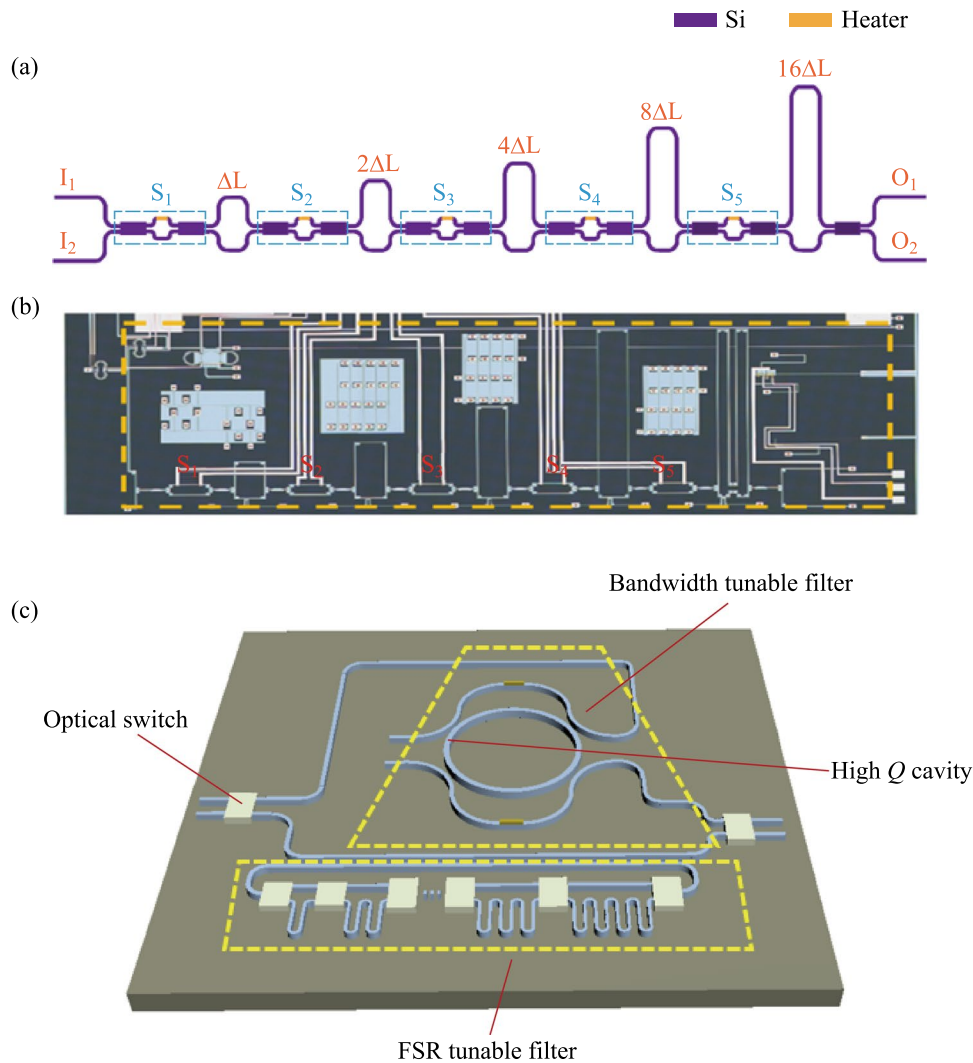 Si Heater
(a)
16ΔL
8ΔL
4ΔL
2ΔL
ΔL
I₁ S₁ S₂ S₃ S₄ S₅ O₁
I₂ O₂
(b)
S₁ S₂ S₃ S₄ S₅
(c)
Bandwidth tunable filter
Optical switch
High Q cavity
FSR tunable filter